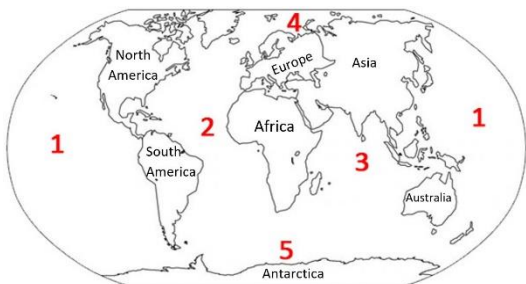 4
North
America
Europe
Asia
1
2
Africa
1
South
America
3
Australia
5
Antarctica